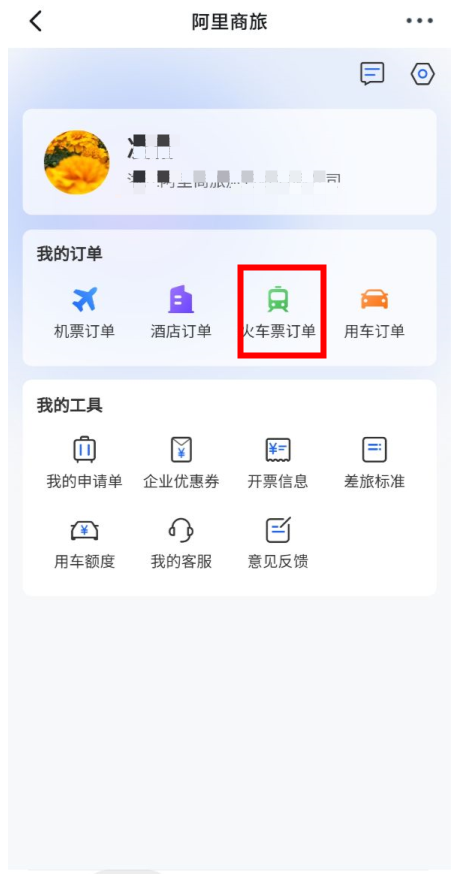 阿里商旅
我的订单
机票订单 酒店订单 火车票订单 用车订单
我的工具
我的申请单 企业优惠券 开票信息 差旅标准
用车额度 我的客服 意见反馈